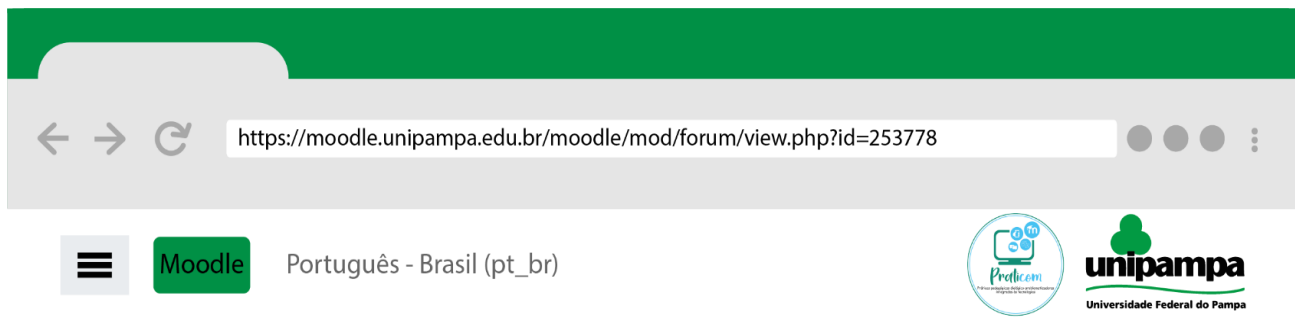 https://moodle.unipampa.edu.br/moodle/mod/forum/view.php?id=253778
Moodle
Português - Brasil (pt_br)
Praticom
unipampa
Universidade Federal do Pampa